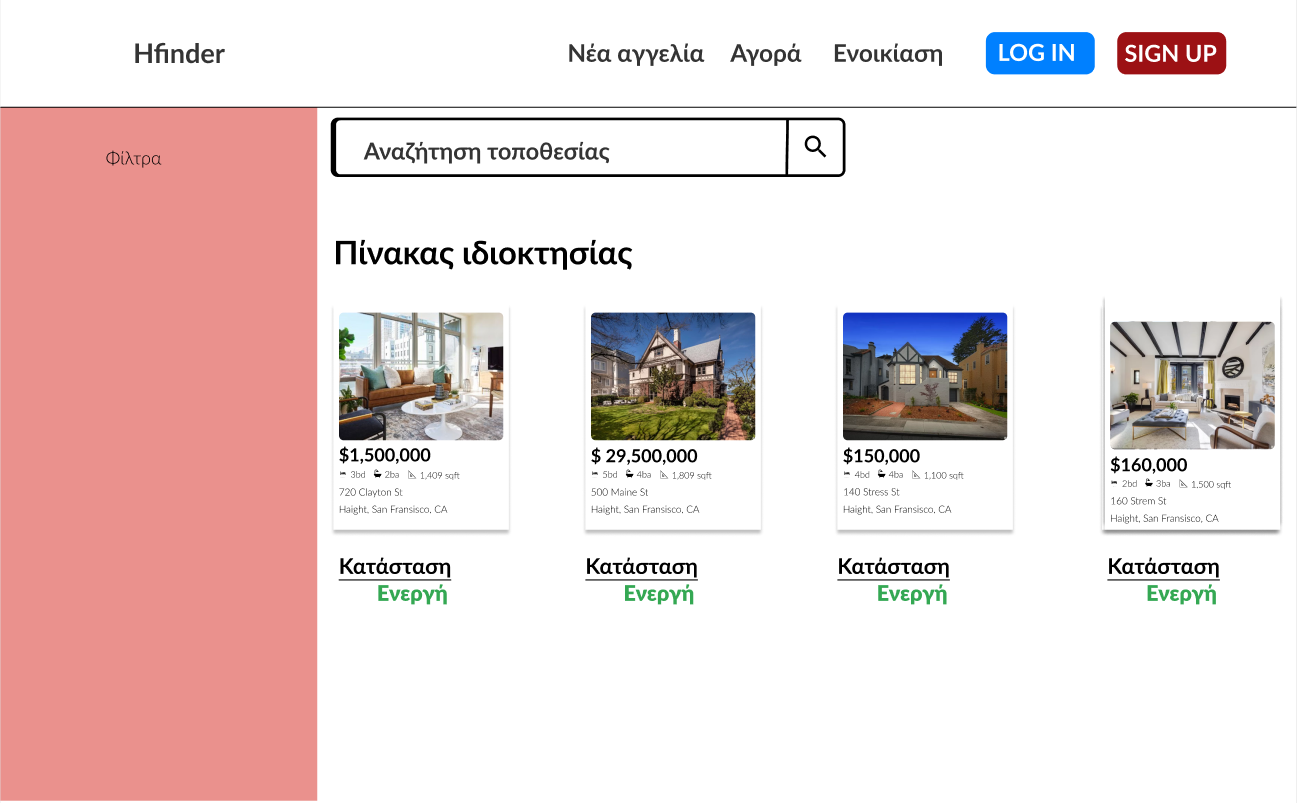 Hfinder
Νέα αγγελία Αγορά Ενοικίαση LOG IN SIGN UP
Φίλτρα
Αναζήτηση τοποθεσίας
Πίνακας ιδιοκτησίας
$1,500,000
3bd 2ba 1,409 sqft
720 Clayton St
Haight, San Fransisco, CA
$ 29,500,000
5bd 4ba 1,809 sqft
500 Maine St
Haight, San Fransisco, CA
$150,000
4bd 4ba 1,100 sqft
140 Stress St
Haight, San Fransisco, CA
$160,000
2bd 3ba 1,500 sqft
160 Strem St
Haight, San Fransisco, CA
Κατάσταση
Ενεργή
Κατάσταση
Ενεργή
Κατάσταση
Ενεργή
Κατάσταση
Ενεργή